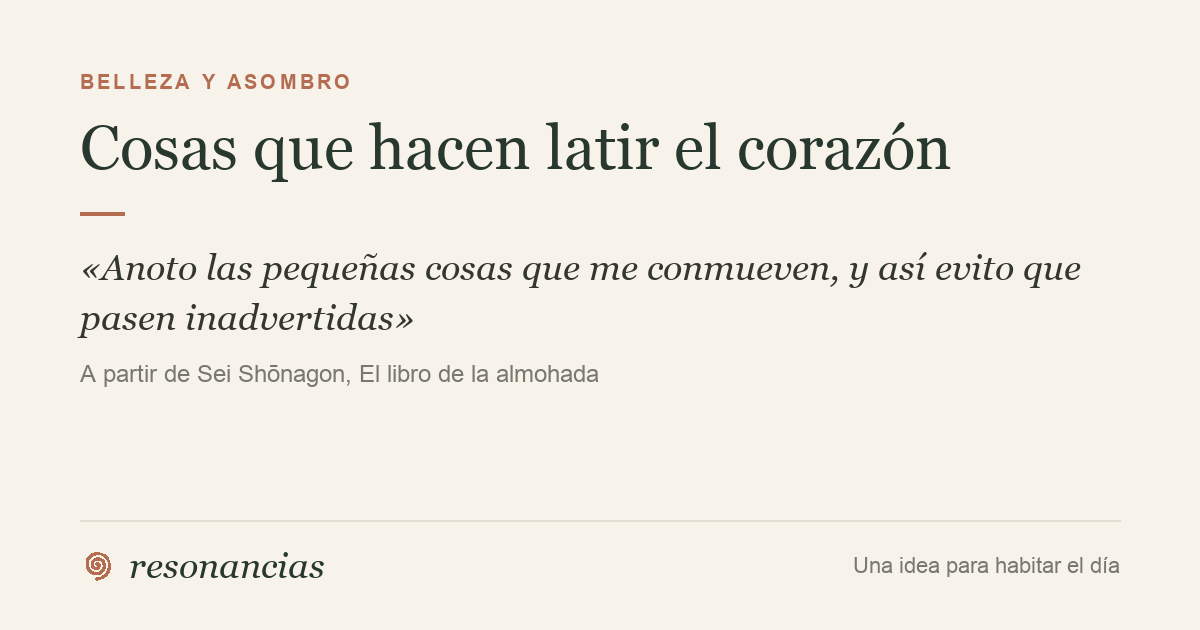 BELLEZA Y ASOMBRO
Cosas que hacen latir el corazón
«Anoto las pequeñas cosas que me conmueven, y así evito que
pasen inadvertidas»
A partir de Sei Shōnagon, El libro de la almohada
resonancias
Una idea para habitar el día